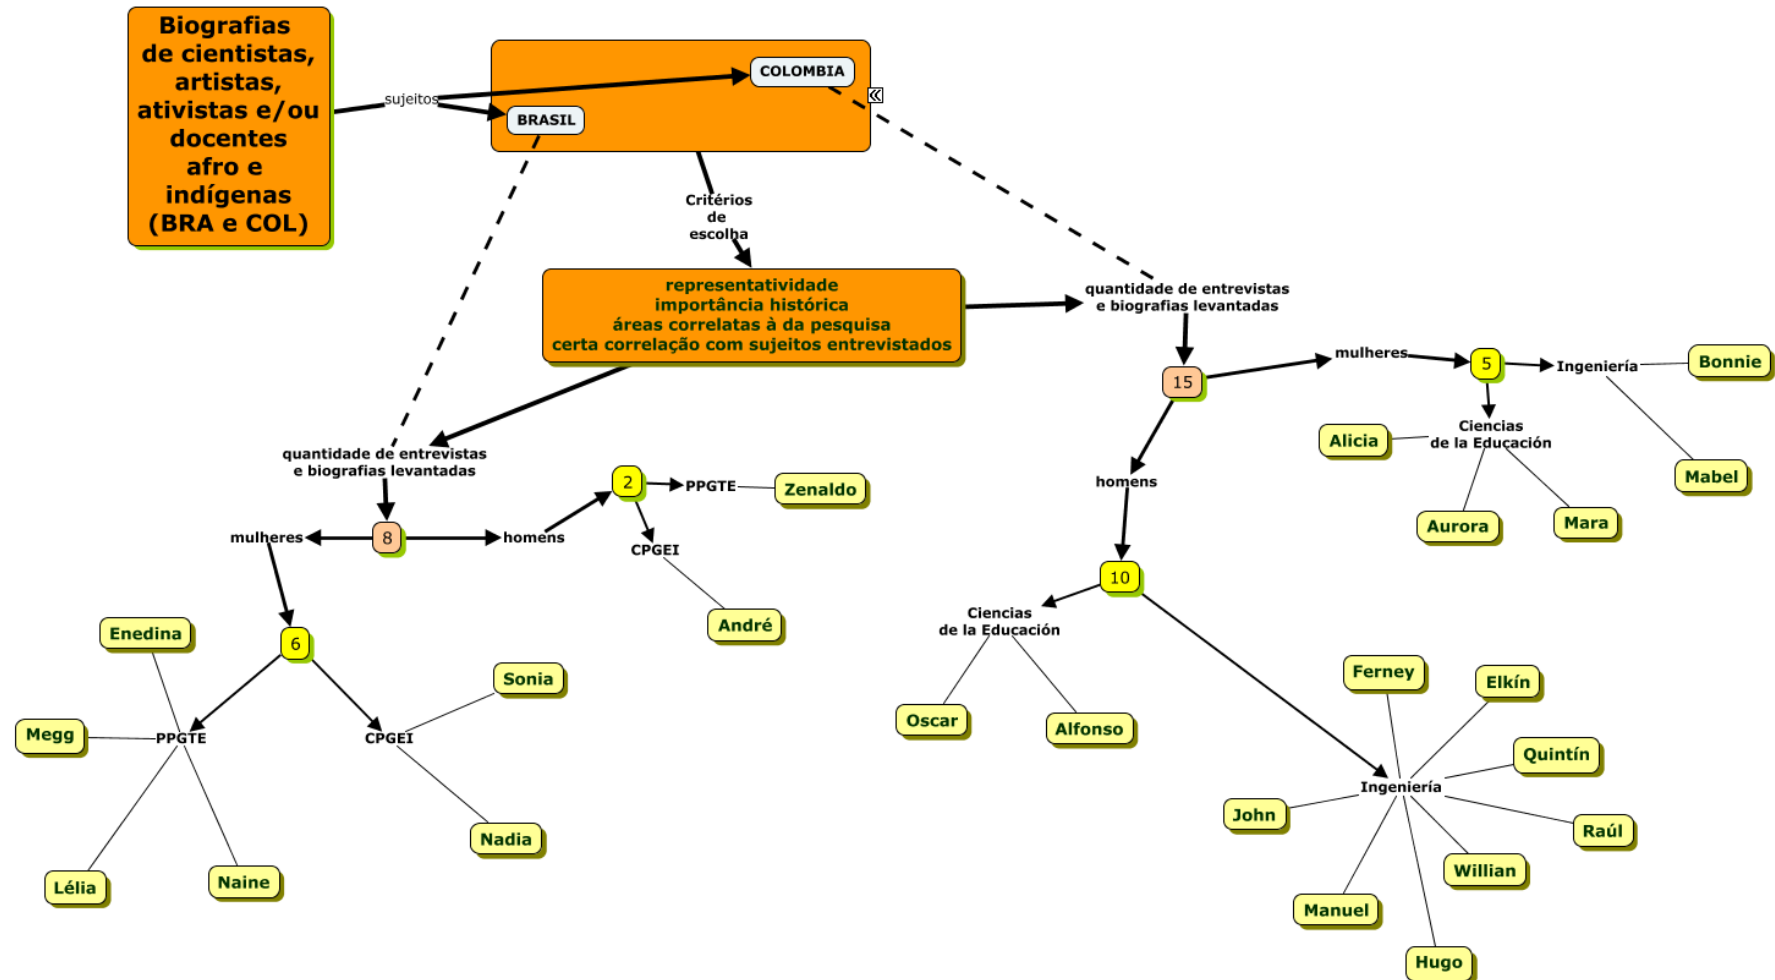 Biografias
de cientistas,
artistas,
ativistas e/ou
docentes
afro e
indígenas
(BRA e COL)
sujeitos
COLOMBIA
BRASIL
Critérios
de
escolha
representatividade
importância histórica
áreas correlatas à da pesquisa
certa correlação com sujeitos entrevistados
quantidade de entrevistas
e biografias levantadas
15
mulheres
5
Ingeniería
Bonnie
Mabel
Ciencias
de la Educación
Alicia
Aurora
Mara
homens
10
Ciencias
de la Educación
Oscar
Alfonso
Ingeniería
Ferney
Elkín
Quintín
Raúl
Willian
Hugo
Manuel
John
quantidade de entrevistas
e biografias levantadas
8
homens
2
PPGTE
Zenaldo
CPGEI
André
mulheres
6
PPGTE
Enedina
Megg
Lélia
Naine
CPGEI
Sonia
Nadia